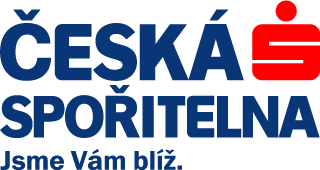 ČESKÁ
SPOŘITELNA
Jsme Vám blíž.